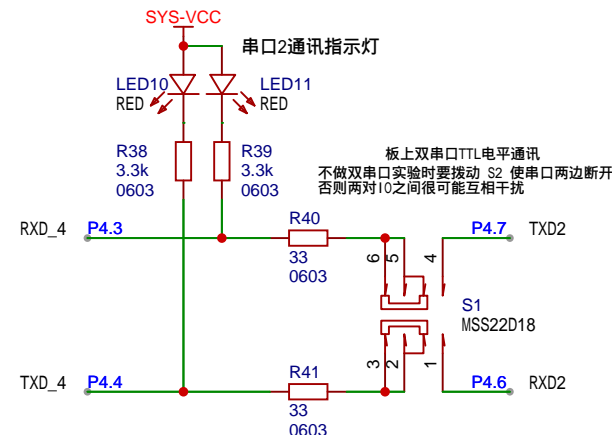 SYS-VCC
串口2通讯指示灯
LED10
RED
LED11
RED
R38
3.3k
0603
R39
3.3k
0603
板上双串口TTL电平通讯
不做双串口实验时要拨动 S2 使串口两边断开
否则两对IO之间很可能互相干扰
RXD_4 P4.3
R40
33
0603
P4.7 TXD2
6 5 4
S1
MSS22D18
3 2 1
TXD_4 P4.4
R41
33
0603
P4.6 RXD2